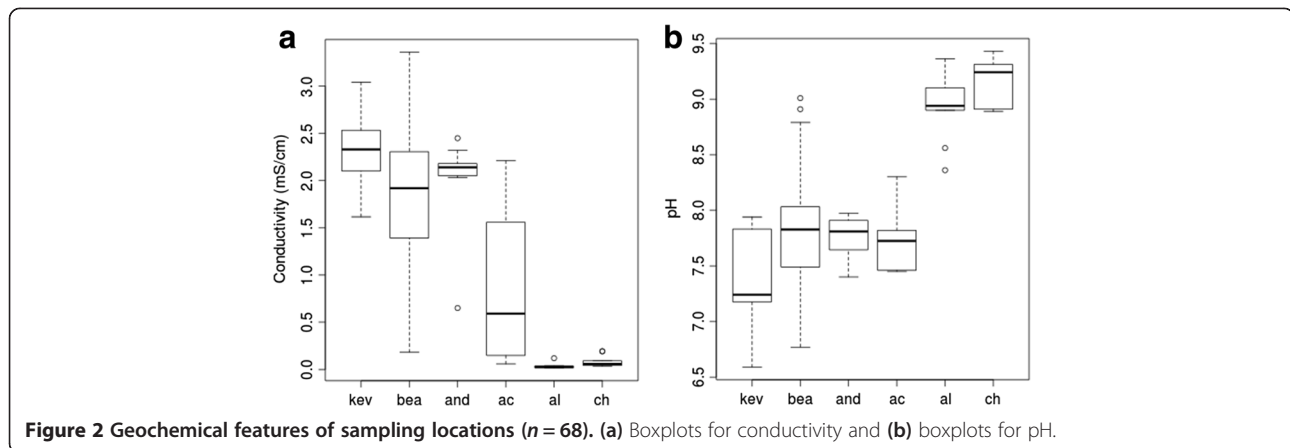 a
b
Conductivity (mS/cm)
0.0 0.5 1.0 1.5 2.0 2.5 3.0
kev bea and ac al ch
pH
6.5 7.0 7.5 8.0 8.5 9.0 9.5
kev bea and ac al ch
Figure 2 Geochemical features of sampling locations (n = 68). (a) Boxplots for conductivity and (b) boxplots for pH.